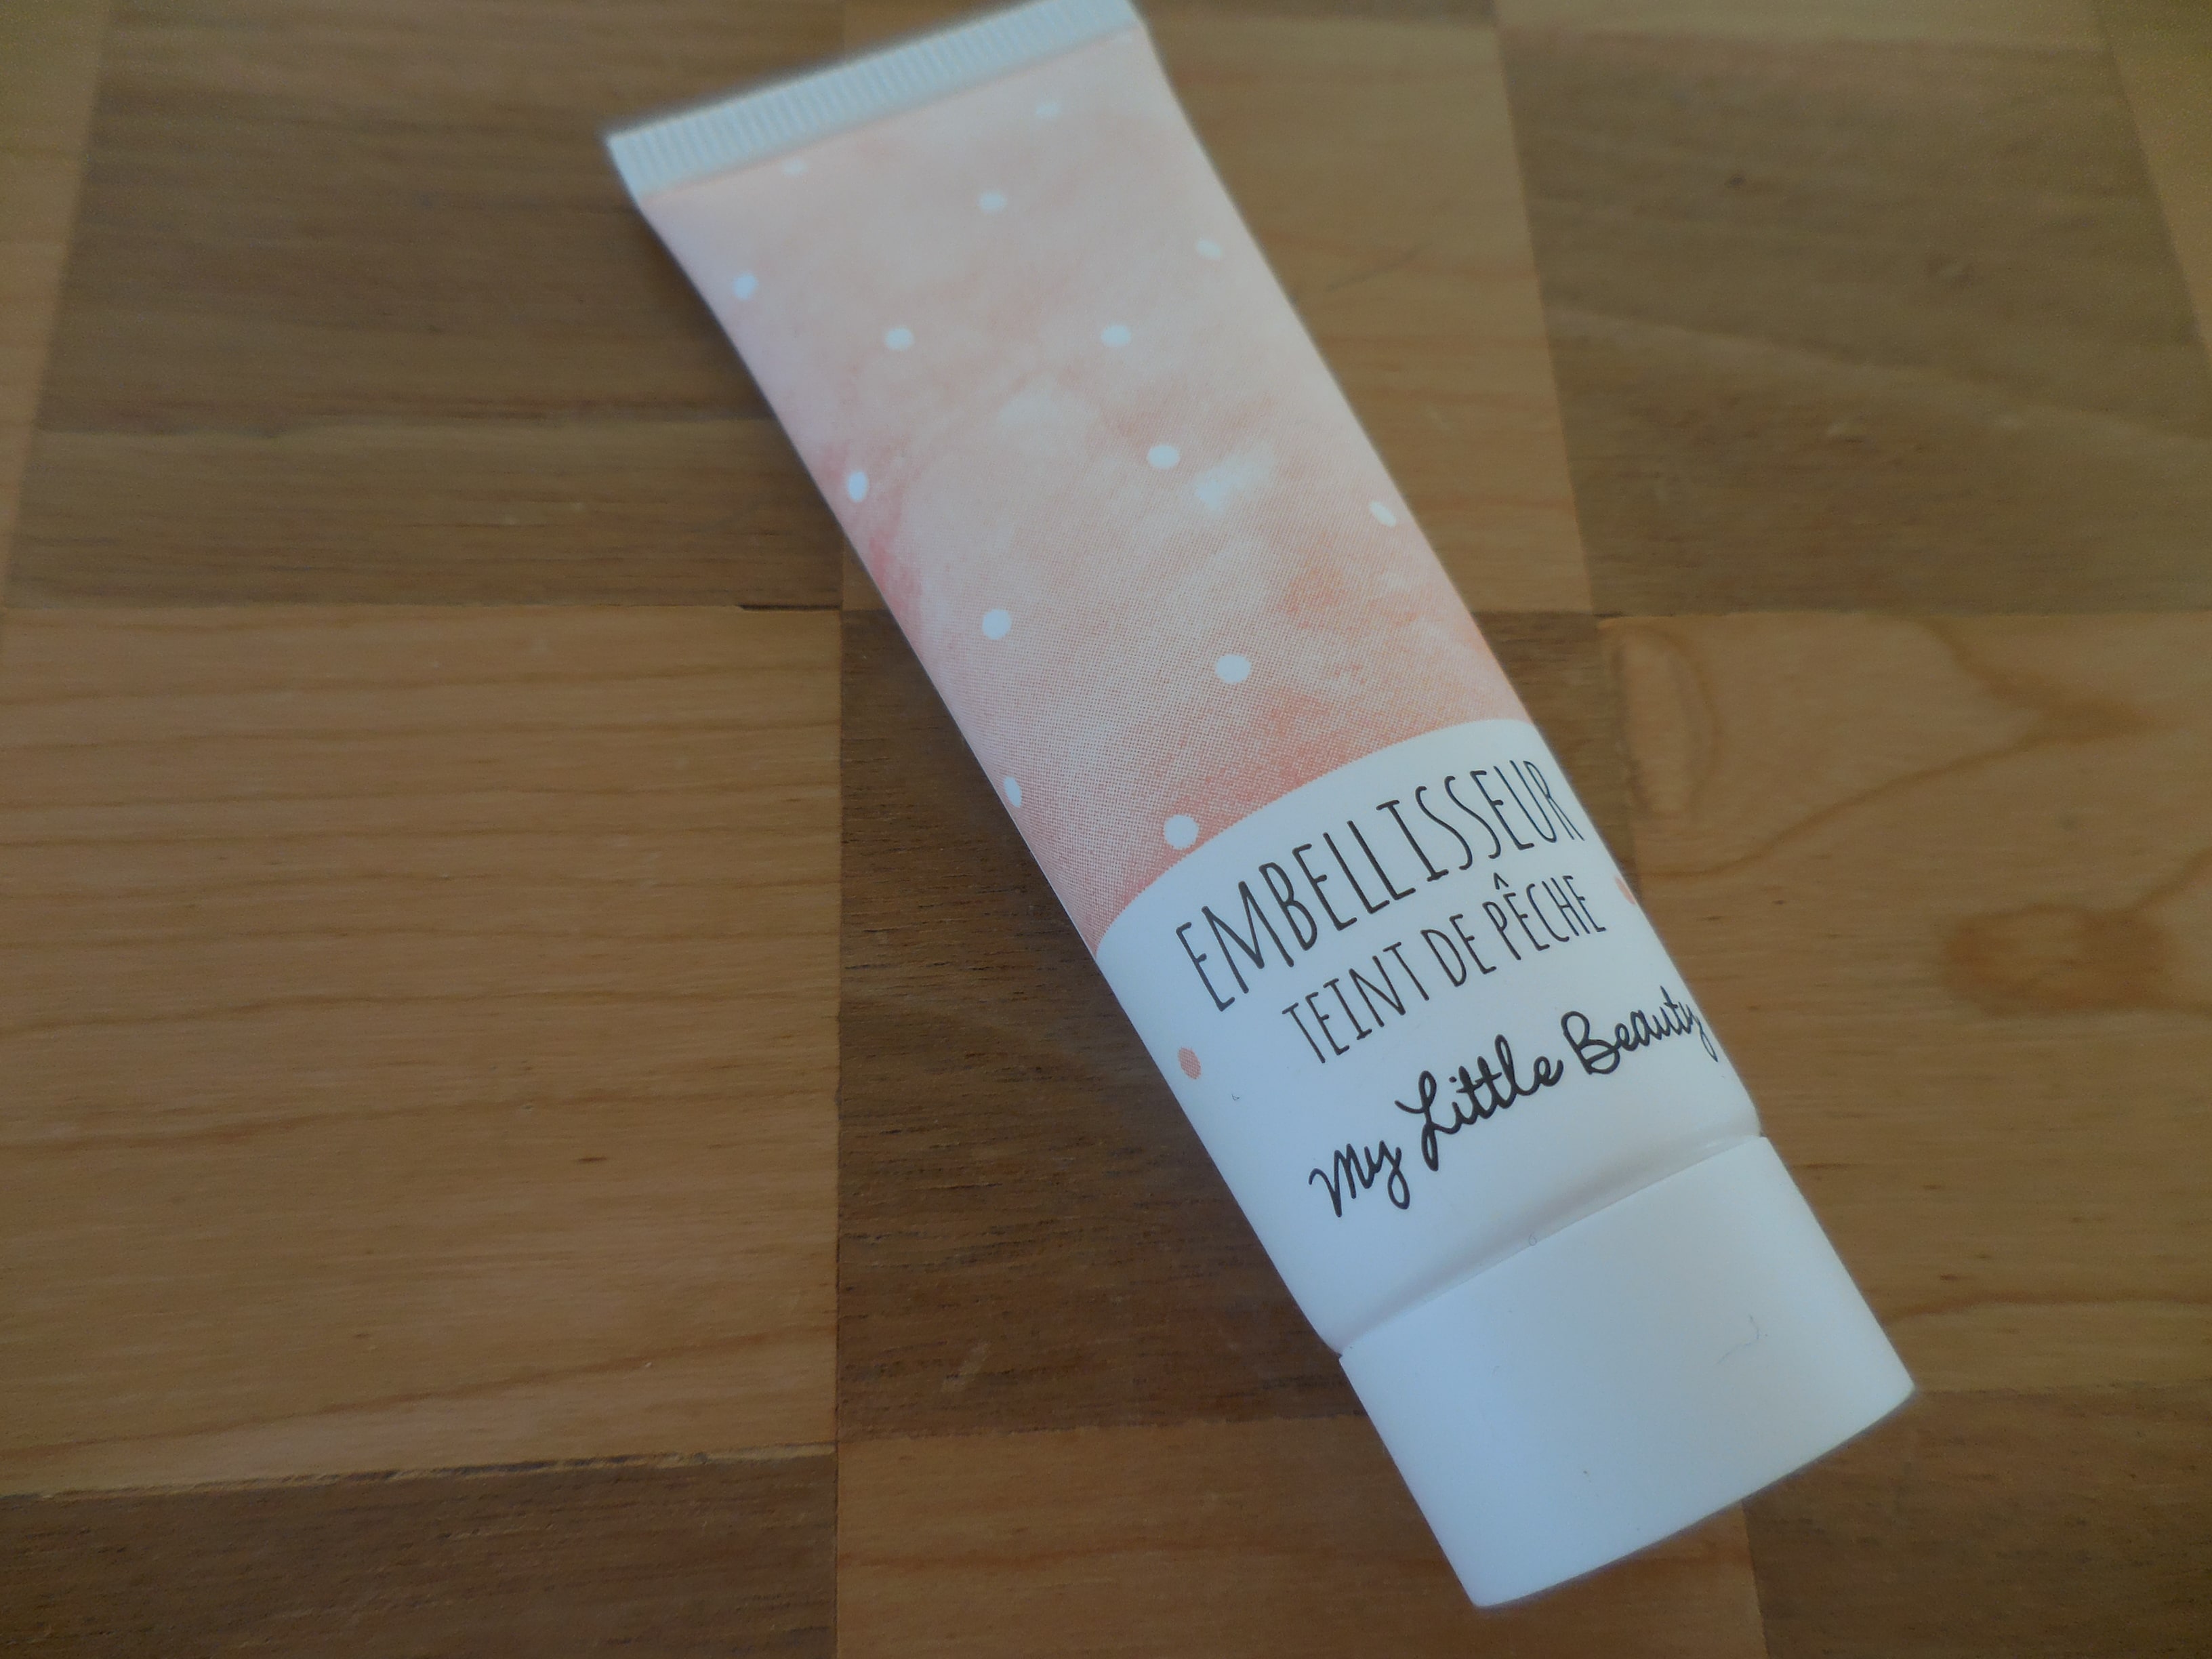 EMBELLISSEUR
TEINT DE PÊCHE
My Little Beauty